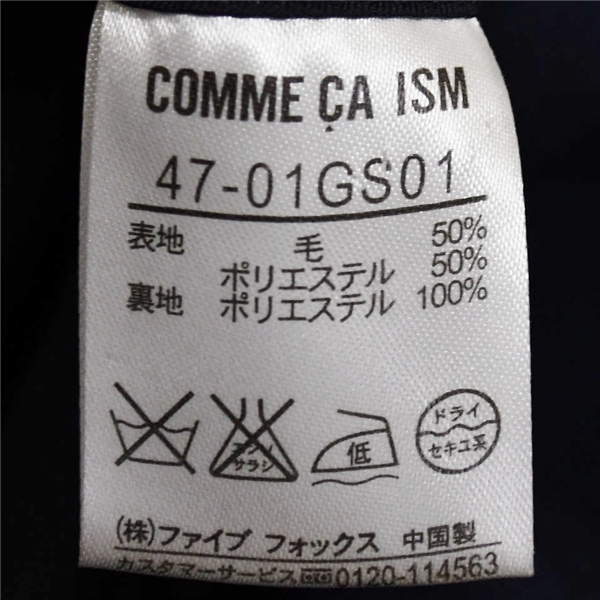 COMME ÇA ISM
47-01GS01
表地 毛 50%
ポリエステル 50%
裏地 ポリエステル 100%
エンソ
サラシ
低
ドライ
セキユ系
(株)ファイブ フォックス 中国製
カスタマーサービス 0120-114563